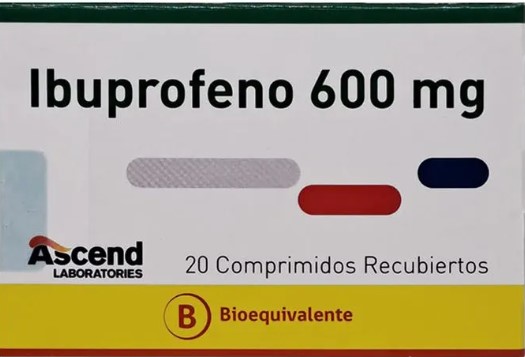 Ibuprofeno 600 mg
Ascend
LABORATORIES
20 Comprimidos Recubiertos
B Bioequivalente